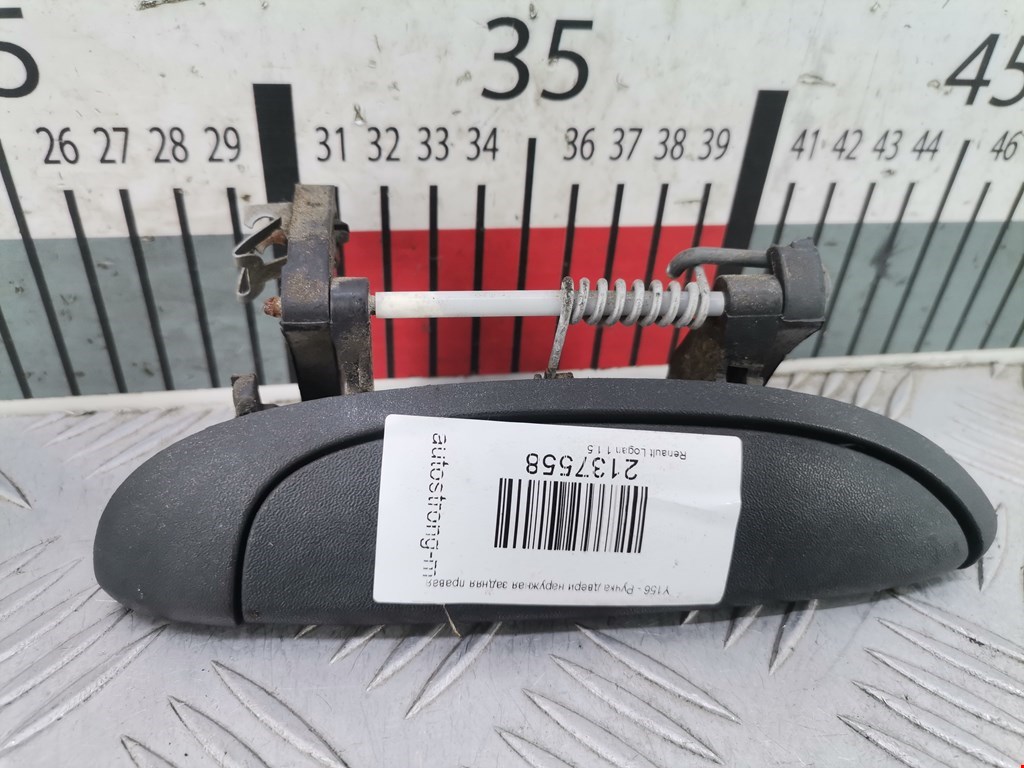 5 35 45
26 27 28 29 31 32 33 34 36 37 38 39 41 42 43 44 46
Y156 - Ручка двери наружная задняя правая
2137558
Renault Logan 1 1.5
autostrong-m